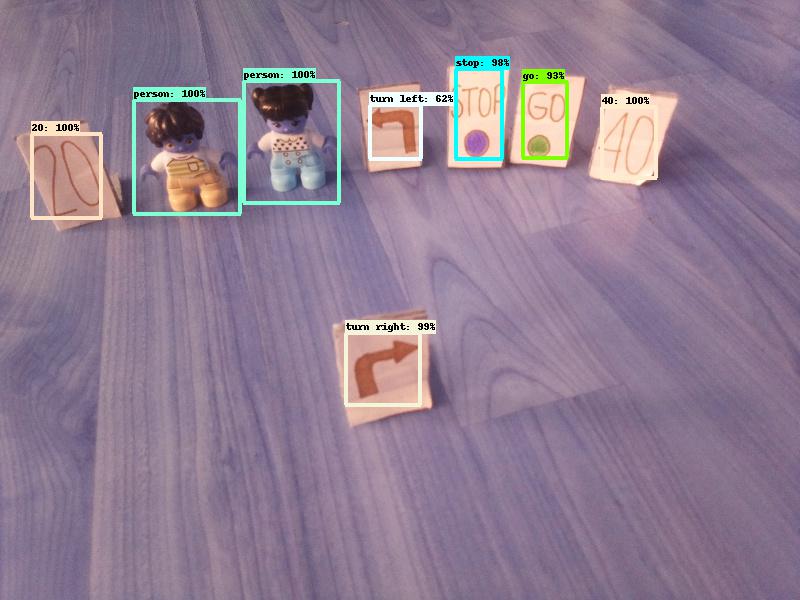 stop: 98%
person: 100%
go: 93%
person: 100%
turn left: 62%
40: 100%
STOP
GO
20: 100%
40
20
turn right: 99%